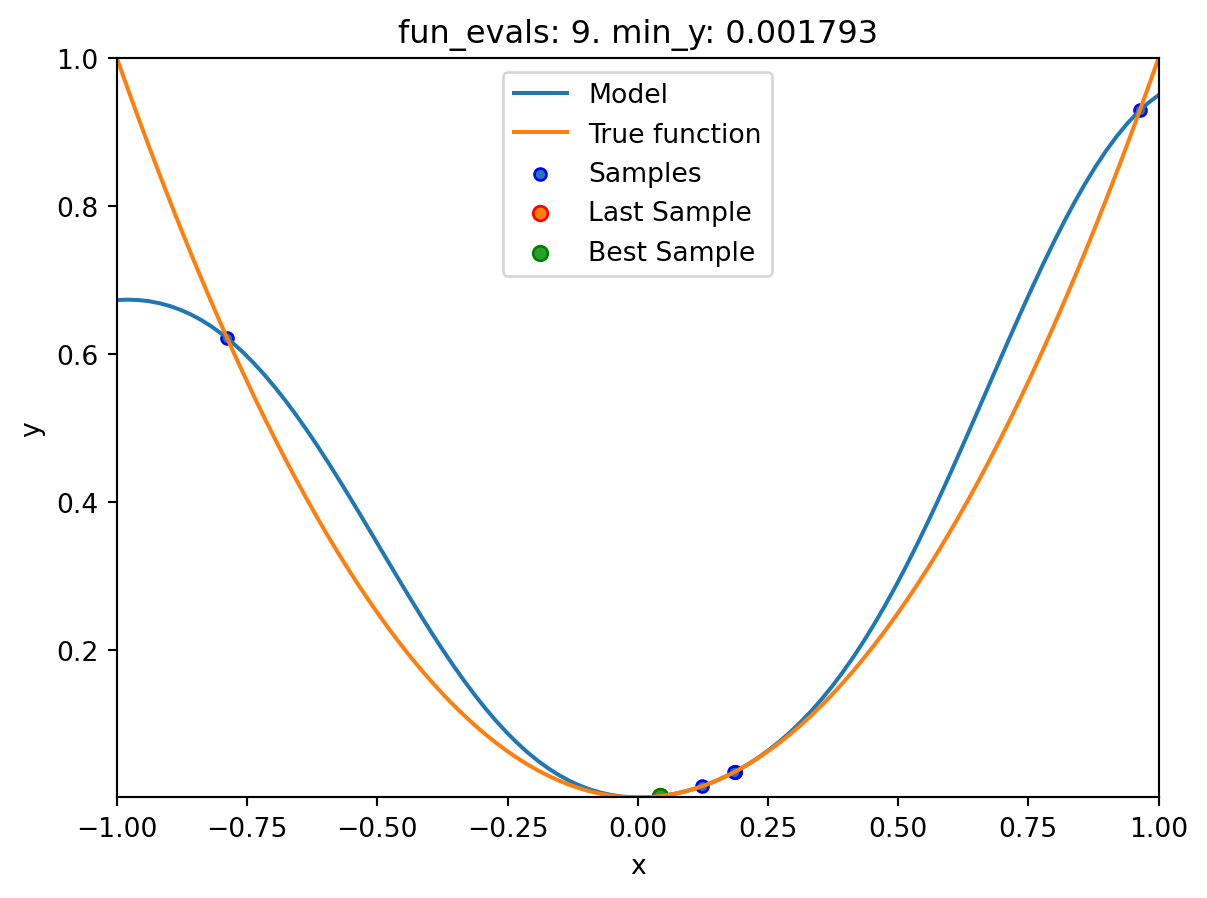 fun_evals: 9. min_y: 0.001793
Model
True function
Samples
Last Sample
Best Sample
1.0
0.8
0.6
0.4
0.2
y
−1.00 −0.75 −0.50 −0.25 0.00 0.25 0.50 0.75 1.00
x